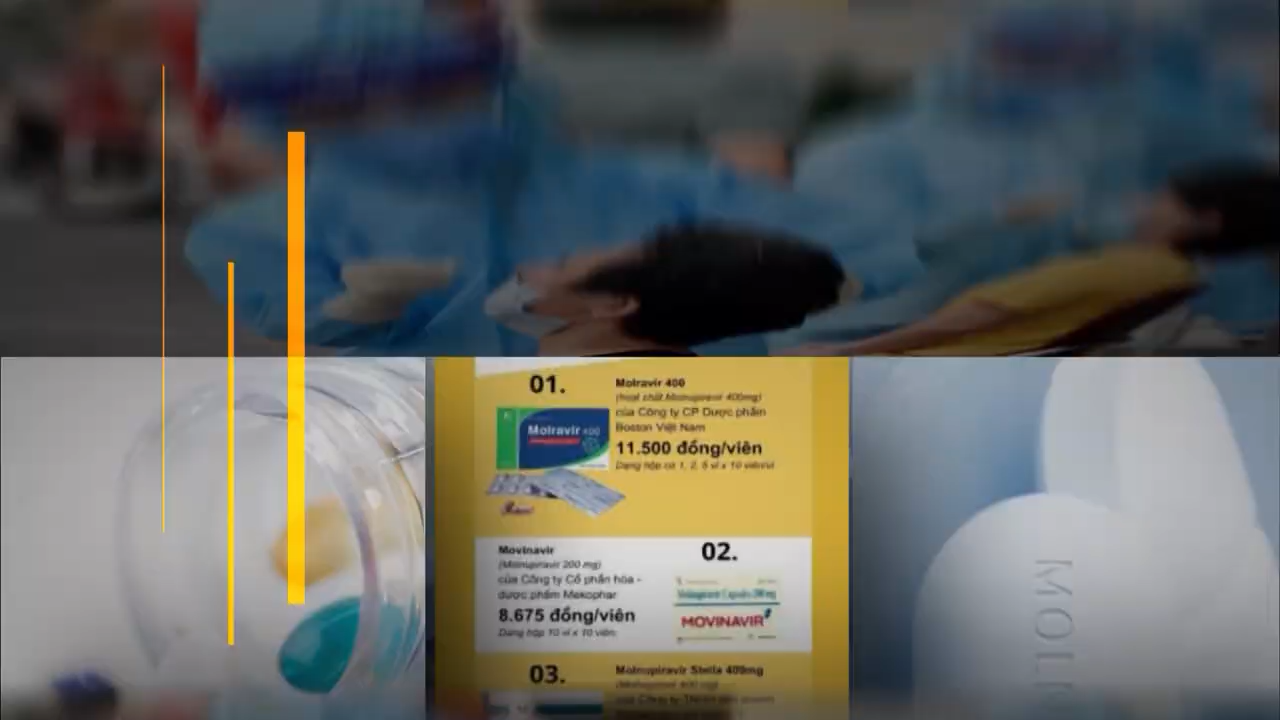 01.
Molravir 400
(hoạt chất Molnupiravir 400mg)
của Công ty CP Dược phẩm
Boston Việt Nam
11.500 đồng/viên
Dạng hộp có 1, 2, 5 vỉ x 10 viên/vỉ
Molravir 400
Movinavir
(Molnupiravir 200 mg)
của Công ty Cổ phần hóa -
dược phẩm Mekophar
8.675 đồng/viên
Dạng hộp 10 vỉ x 10 viên
02.
MOVINAVIR
03.
Molnupiravir Stella 400mg
MOL